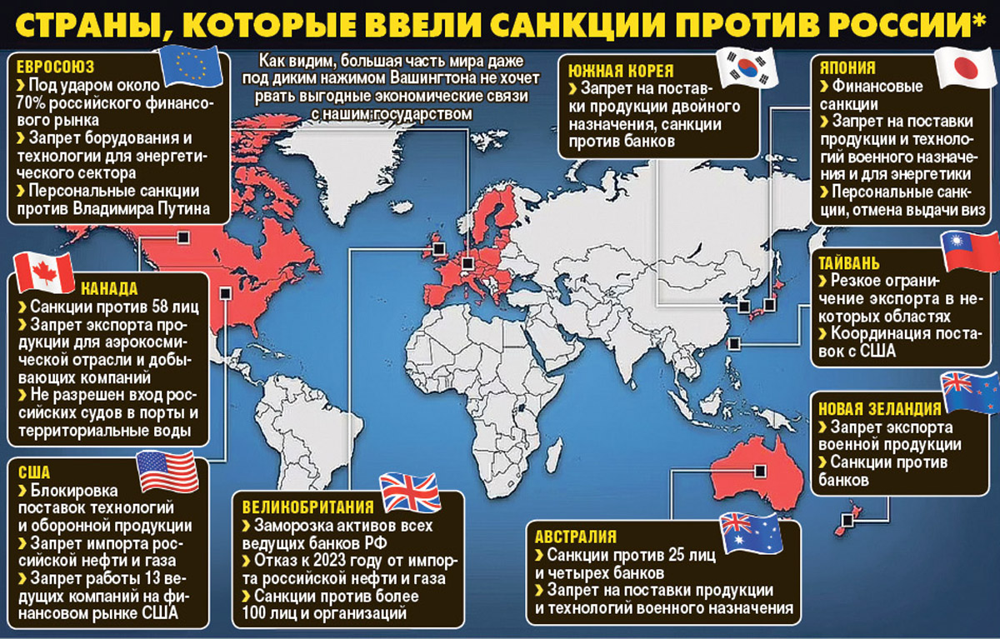 СТРАНЫ, КОТОРЫЕ ВВЕЛИ САНКЦИИ ПРОТИВ РОССИИ*
ЕВРОСОЮЗ
❯ Под ударом около
70% российского финансо-
вого рынка
❯ Запрет борудования и
технологии для энергети-
ческого сектора
❯ Персональные санкции
против Владимира Путина
Как видим, большая часть мира даже
под диким нажимом Вашингтона не хочет
рвать выгодные экономические связи
с нашим государством
ЮЖНАЯ КОРЕЯ
❯ Запрет на постав-
ки продукции двойного
назначения, санкции
против банков
ЯПОНИЯ
❯ Финансовые
санкции
❯ Запрет на поставки
продукции и техноло-
гий военного назначе-
ния и для энергетики
❯ Персональные санк-
ции, отмена выдачи виз
КАНАДА
❯ Санкции против 58 лиц
❯ Запрет экспорта про-
дукции для аэрокосми-
ческой отрасли и добы-
вающих компаний
❯ Не разрешен вход рос-
сийских судов в порты и
территориальные воды
ТАЙВАНЬ
❯ Резкое ограни-
чение экспорта в не-
которых областях
❯ Координация поста-
вок с США
НОВАЯ ЗЕЛАНДИЯ
❯ Запрет экспорта
военной продукции
❯ Санкции против
банков
США
❯ Блокировка
поставок технологий
и оборонной продукции
❯ Запрет импорта рос-
сийской нефти и газа
❯ Запрет работы 13 ве-
дущих компаний на фи-
нансовом рынке США
ВЕЛИКОБРИТАНИЯ
❯ Заморозка активов всех
ведущих банков РФ
❯ Отказ к 2023 году от импор-
та российской нефти и газа
❯ Санкции против более
100 лиц и организаций
АВСТРАЛИЯ
❯ Санкции против 25 лиц
и четырех банков
❯ Запрет на поставки продукции
и технологий военного назначения